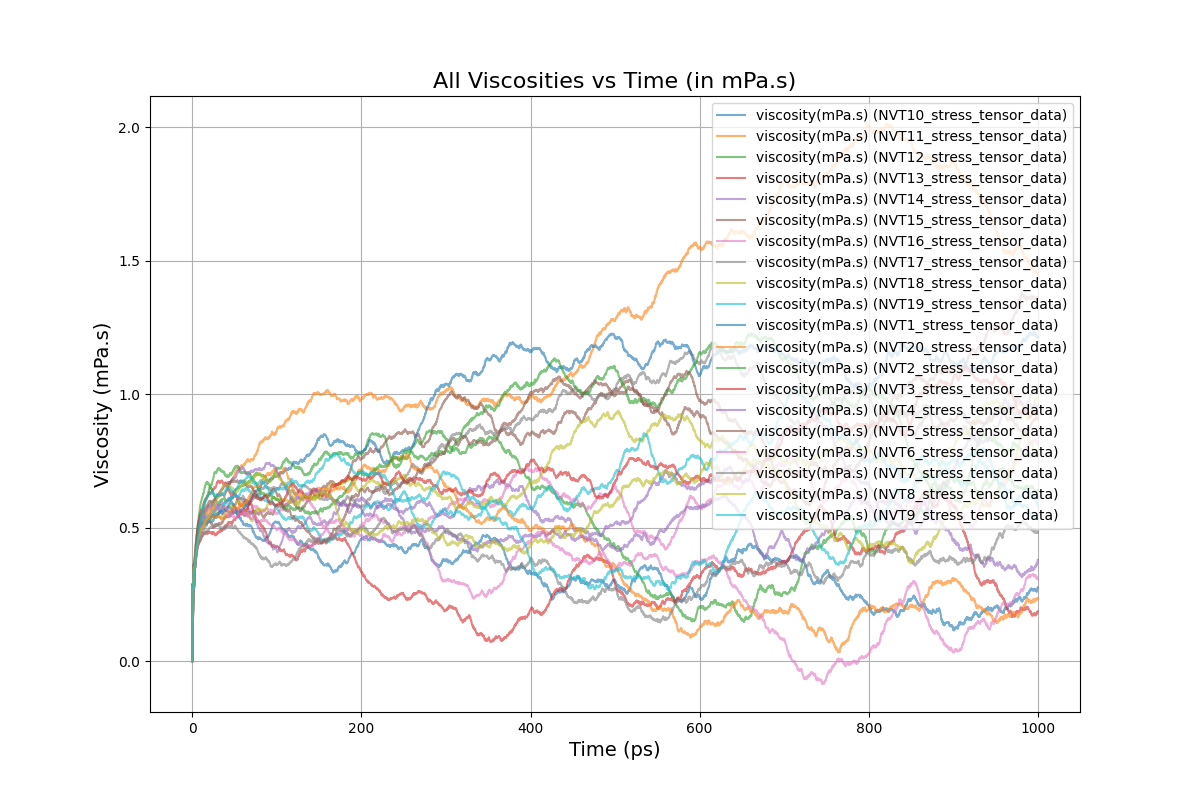 All Viscosities vs Time (in mPa.s)
2.0
1.5
1.0
0.5
0.0
Viscosity (mPa.s)
viscosity(mPa.s) (NVT10_stress_tensor_data)
viscosity(mPa.s) (NVT11_stress_tensor_data)
viscosity(mPa.s) (NVT12_stress_tensor_data)
viscosity(mPa.s) (NVT13_stress_tensor_data)
viscosity(mPa.s) (NVT14_stress_tensor_data)
viscosity(mPa.s) (NVT15_stress_tensor_data)
viscosity(mPa.s) (NVT16_stress_tensor_data)
viscosity(mPa.s) (NVT17_stress_tensor_data)
viscosity(mPa.s) (NVT18_stress_tensor_data)
viscosity(mPa.s) (NVT19_stress_tensor_data)
viscosity(mPa.s) (NVT1_stress_tensor_data)
viscosity(mPa.s) (NVT20_stress_tensor_data)
viscosity(mPa.s) (NVT2_stress_tensor_data)
viscosity(mPa.s) (NVT3_stress_tensor_data)
viscosity(mPa.s) (NVT4_stress_tensor_data)
viscosity(mPa.s) (NVT5_stress_tensor_data)
viscosity(mPa.s) (NVT6_stress_tensor_data)
viscosity(mPa.s) (NVT7_stress_tensor_data)
viscosity(mPa.s) (NVT8_stress_tensor_data)
viscosity(mPa.s) (NVT9_stress_tensor_data)
0 200 400 600 800 1000
Time (ps)